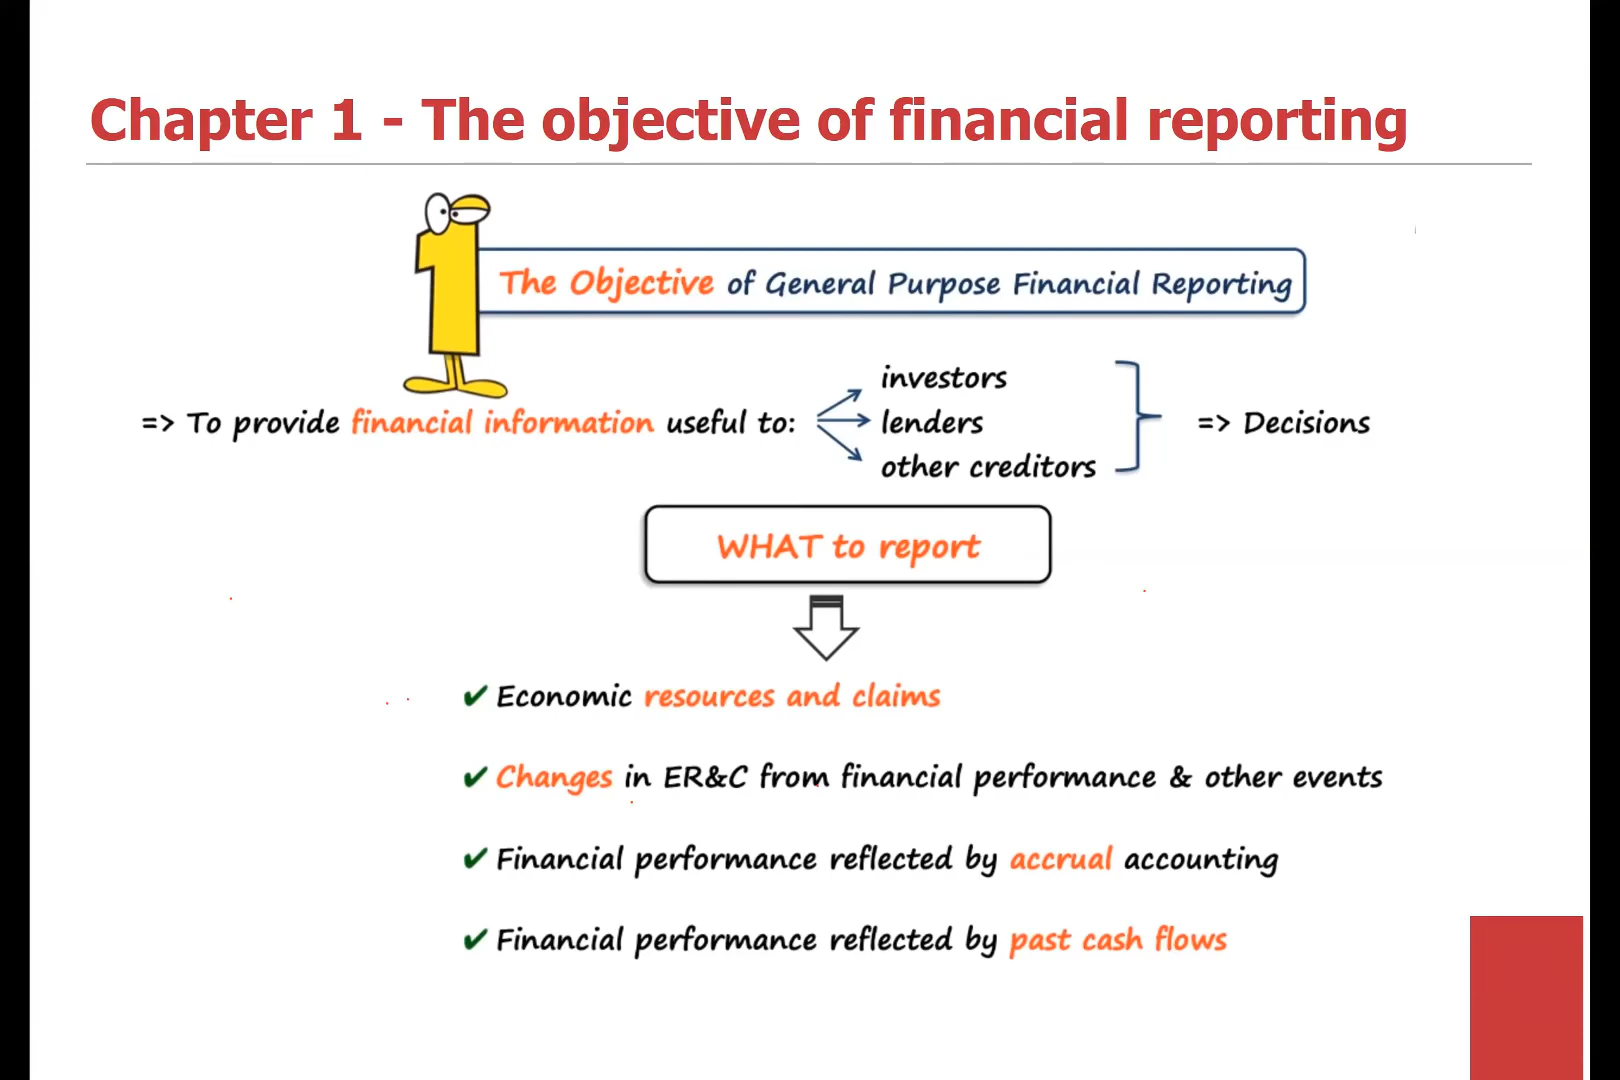 Chapter 1 - The objective of financial reporting
1
The Objective of General Purpose Financial Reporting
investors
=> To provide financial information useful to: lenders => Decisions
other creditors
WHAT to report
✔ Economic resources and claims
✔ Changes in ER&C from financial performance & other events
✔ Financial performance reflected by accrual accounting
✔ Financial performance reflected by past cash flows